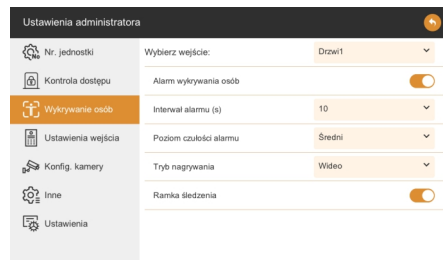 Ustawienia administratora
Nr. jednostki
Kontrola dostępu
Wykrywanie osób
Ustawienia wejścia
Konfig. kamery
Inne
Ustawienia
Wybierz wejście: Drzwi1
Alarm wykrywania osób
Interwał alarmu (s) 10
Poziom czułości alarmu Średni
Tryb nagrywania Wideo
Ramka śledzenia